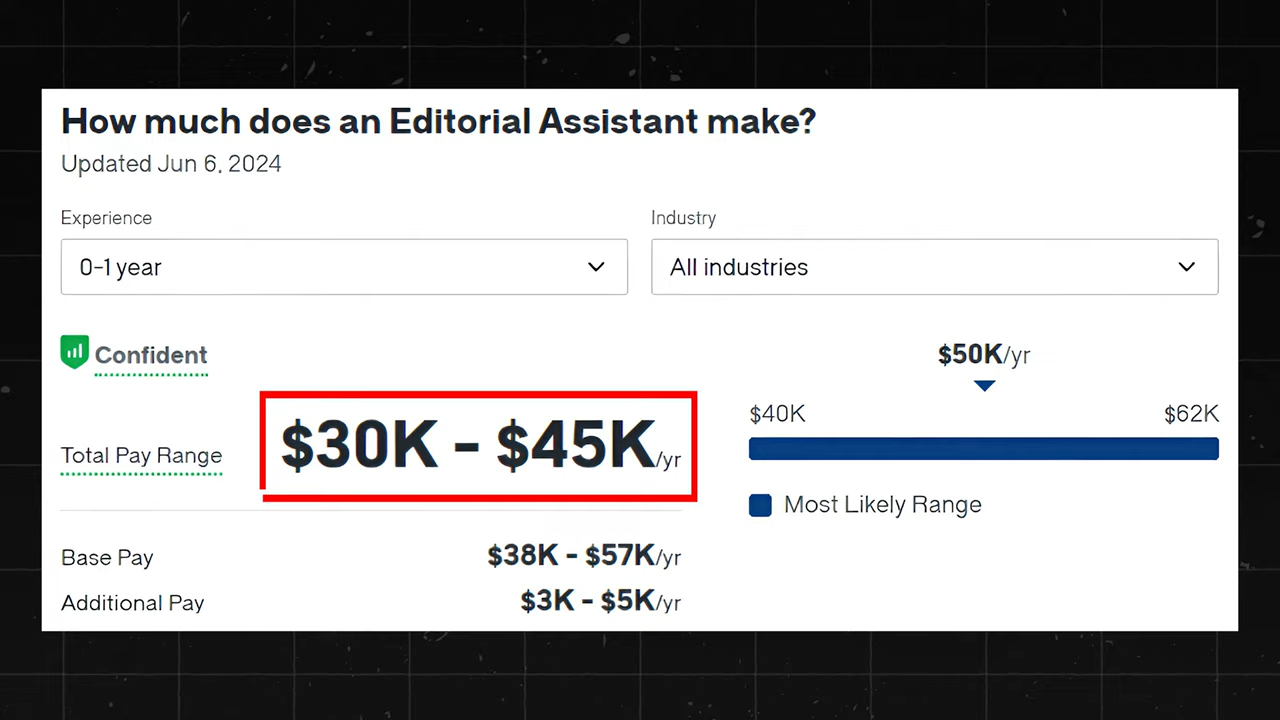 How much does an Editorial Assistant make?
Updated Jun 6, 2024
Experience
Industry
0-1 year
All industries
Confident
$50K/yr
$40K
$62K
Total Pay Range
$30K - $45K/yr
Most Likely Range
Base Pay
$38K - $57K/yr
Additional Pay
$3K - $5K/yr